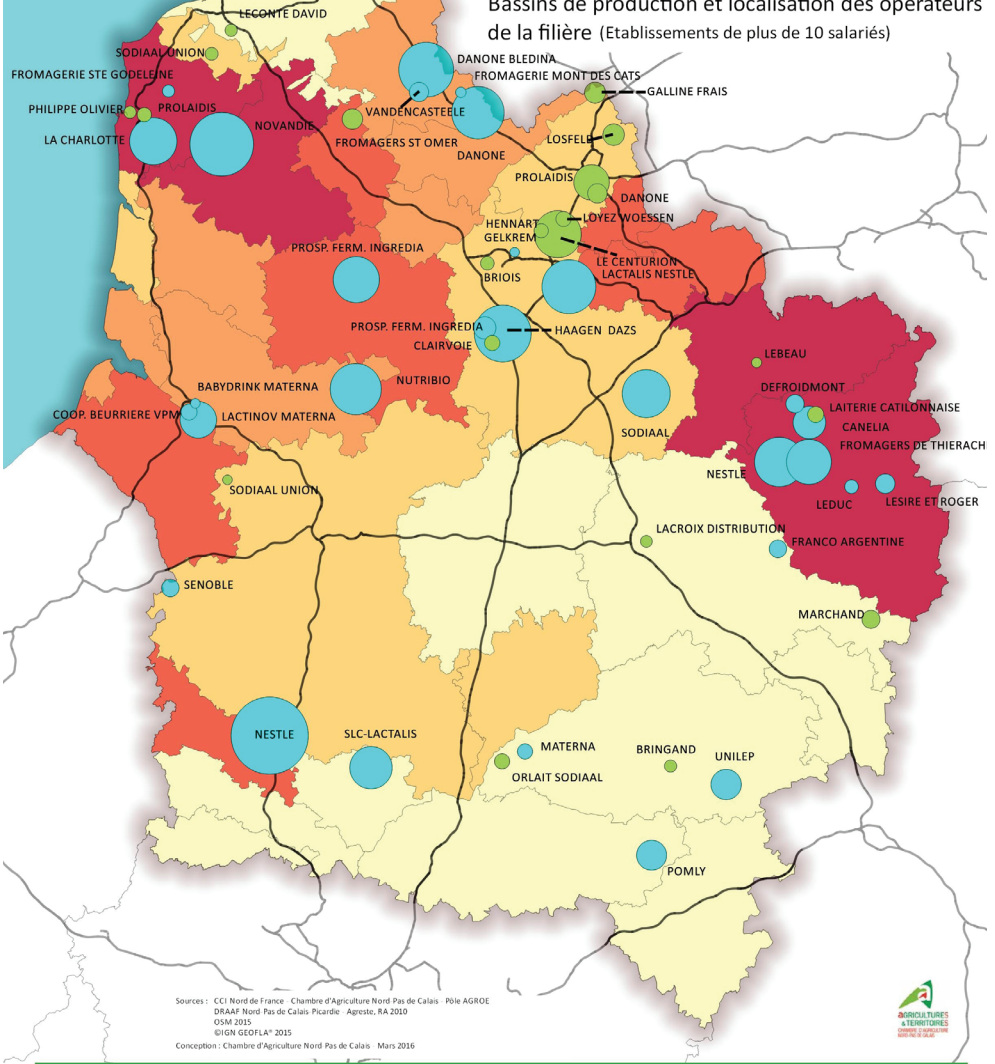 Bassins de production et localisation des opérateurs
de la filière (Etablissements de plus de 10 salariés)
LECONTE DAVID
SODIAAL UNION
DANONE BLEDINA
FROMAGERIE STE GODELEINE
FROMAGERIE MONT DES CATS
GALLINE FRAIS
PHILIPPE OLIVIER
PROLAIDIS
VANDENCASTEELE
NOVANDIE
LA CHARLOTTE
FROMAGERS ST OMER
LOSFELD
DANONE
PROLAIDIS
DANONE
LOYEZ WOESSEN
HENNART
GELKREM
PROSP. FERM. INGREDIA
LE CENTURION
LACTALIS NESTLE
BRIOIS
PROSP. FERM. INGREDIA
HAAGEN DAZS
CLAIRVOIE
LEBEAU
NUTRIBIO
BABYDRINK MATERNA
DEFROIDMONT
COOP. BEURRIERE VPM
LACTINOV MATERNA
LAITERIE CATILONNAISE
CANELIA
SODIAAL
FROMAGERS DE THIERACHE
NESTLE
SODIAAL UNION
LEDUC
LESIRE ET ROGER
LACROIX DISTRIBUTION
FRANCO ARGENTINE
SENOBLE
MARCHAND
NESTLE
SLC-LACTALIS
MATERNA
BRINGAND
UNILEP
ORLAIT SODIAAL
POMLY
Sources : CCI Nord de France - Chambre d'Agriculture Nord-Pas de Calais - Pôle AGROE
DRAAF Nord-Pas de Calais-Picardie - Agreste, RA 2010
OSM 2015
©IGN GEOFLA® 2015
Conception : Chambre d'Agriculture Nord-Pas de Calais - Mars 2016
AGRICULTURES
& TERRITOIRES
CHAMBRE D'AGRICULTURE
NORD-PAS DE CALAIS